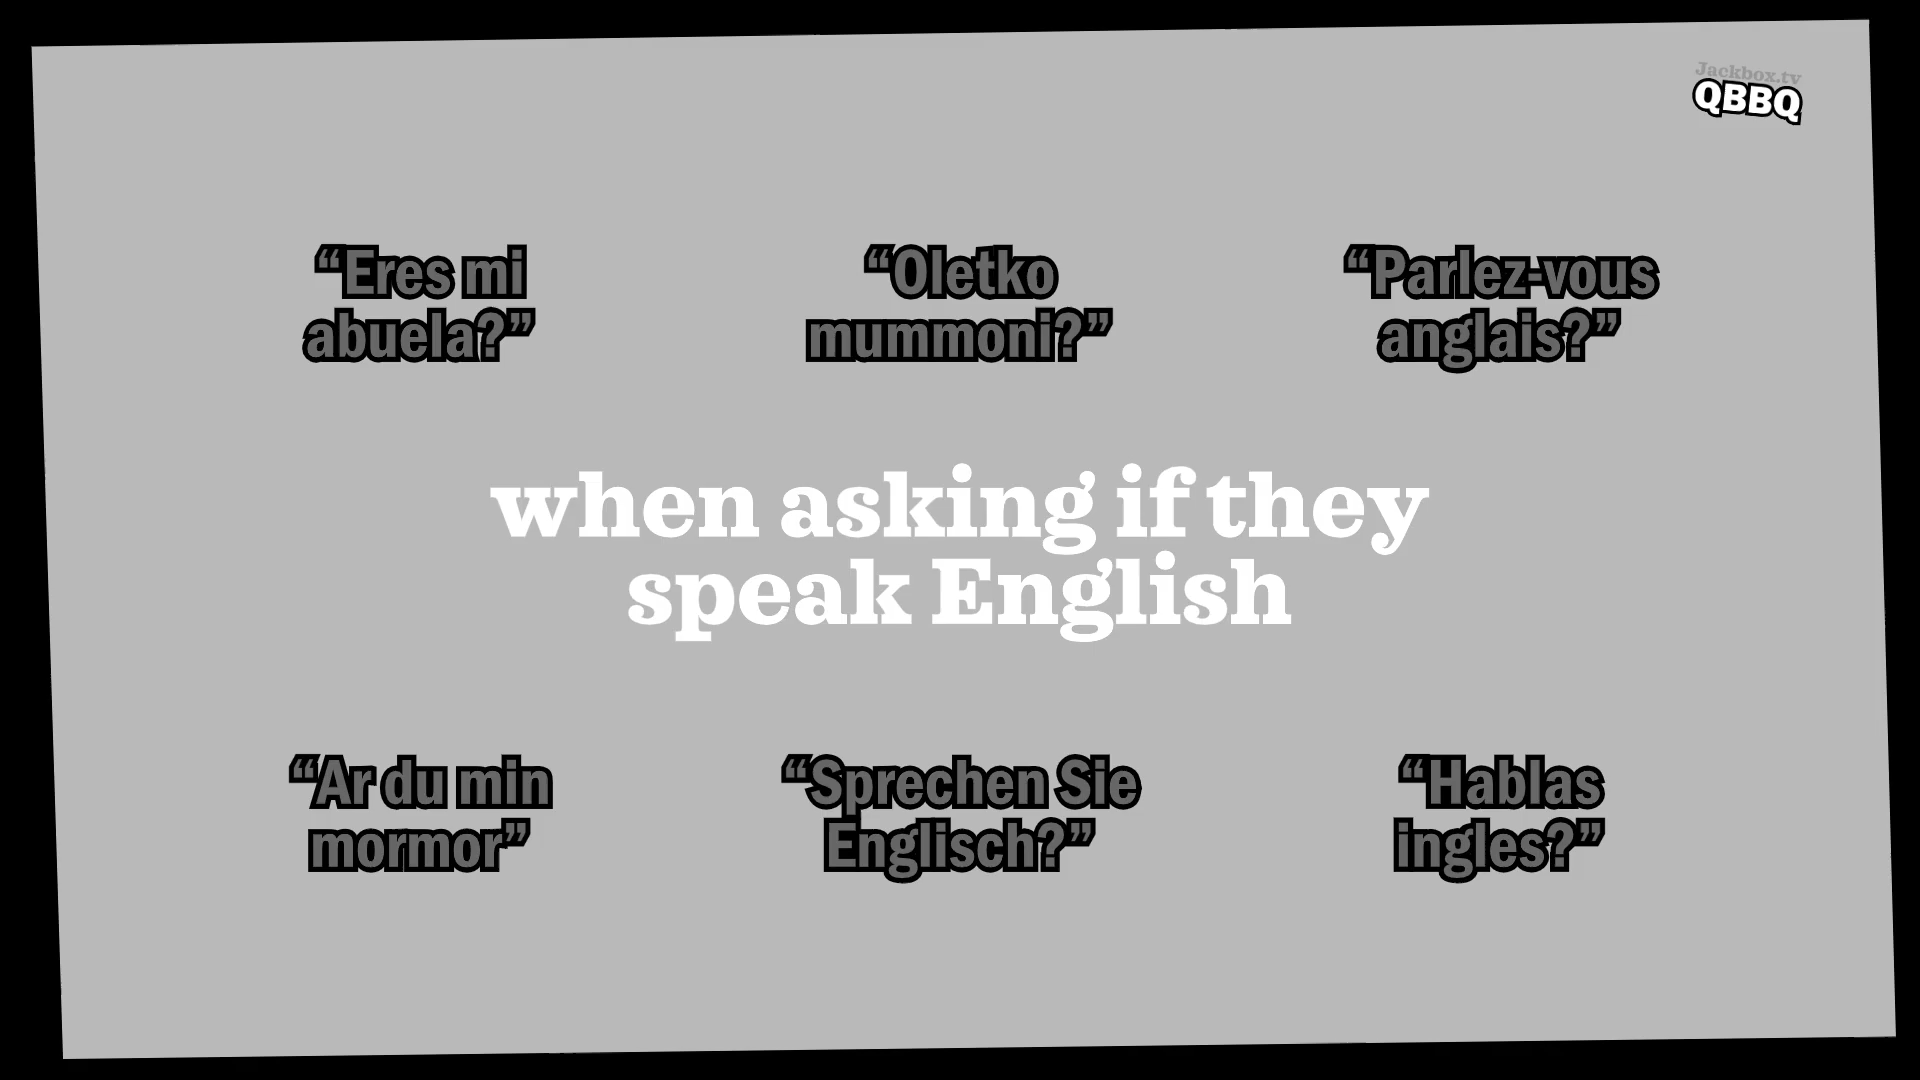 Jackbox.tv
QBBQ
“Eres mi
abuela?”
“Oletko
mummoni?”
“Parlez-vous
anglais?”
when asking if they
speak English
“Ar du min
mormor”
“Sprechen Sie
Englisch?”
“Hablas
ingles?”